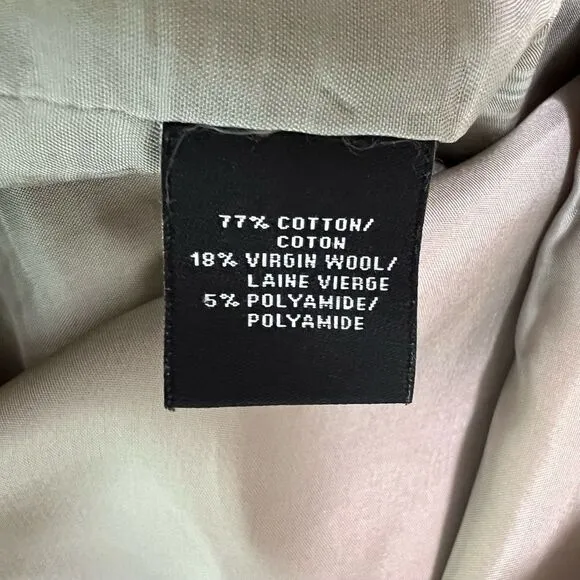 77% COTTON/
COTON
18% VIRGIN WOOL/
LAINE VIERGE
5% POLYAMIDE/
POLYAMIDE